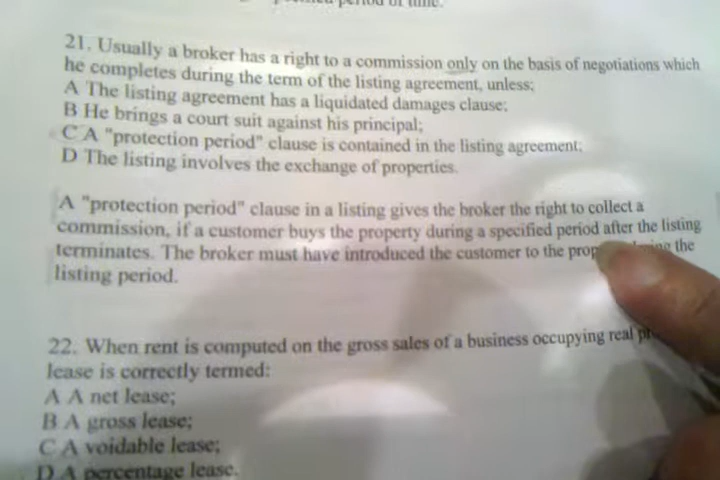 period of time.
21. Usually a broker has a right to a commission only on the basis of negotiations which
he completes during the term of the listing agreement, unless:
A The listing agreement has a liquidated damages clause;
B He brings a court suit against his principal;
C A "protection period" clause is contained in the listing agreement;
D The listing involves the exchange of properties.
A "protection period" clause in a listing gives the broker the right to collect a
commission, if a customer buys the property during a specified period after the listing
terminates. The broker must have introduced the customer to the prop the
listing period.
22. When rent is computed on the gross sales of a business occupying real
lease is correctly termed:
A A net lease;
B A gross lease;
C A voidable lease;
D A percentage lease.